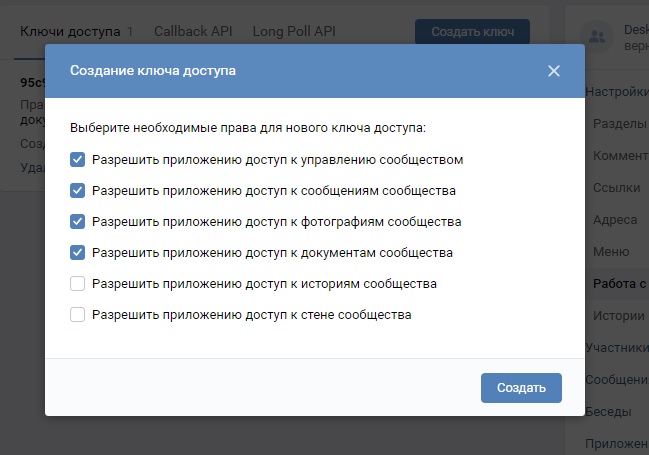 Ключи доступа 1 Callback API Long Poll API Создать ключ
Создание ключа доступа
Выберите необходимые права для нового ключа доступа:
Разрешить приложению доступ к управлению сообществом
Разрешить приложению доступ к сообщениям сообщества
Разрешить приложению доступ к фотографиям сообщества
Разрешить приложению доступ к документам сообщества
Разрешить приложению доступ к историям сообщества
Разрешить приложению доступ к стене сообщества
Создать
95c9
Пра
доку
Созд
Удал
Desk
верн
Настройки
Разделы
Коммент
Ссылки
Адреса
Меню
Работа с
Истории
Участники
Сообщени
Беседы
Приложен